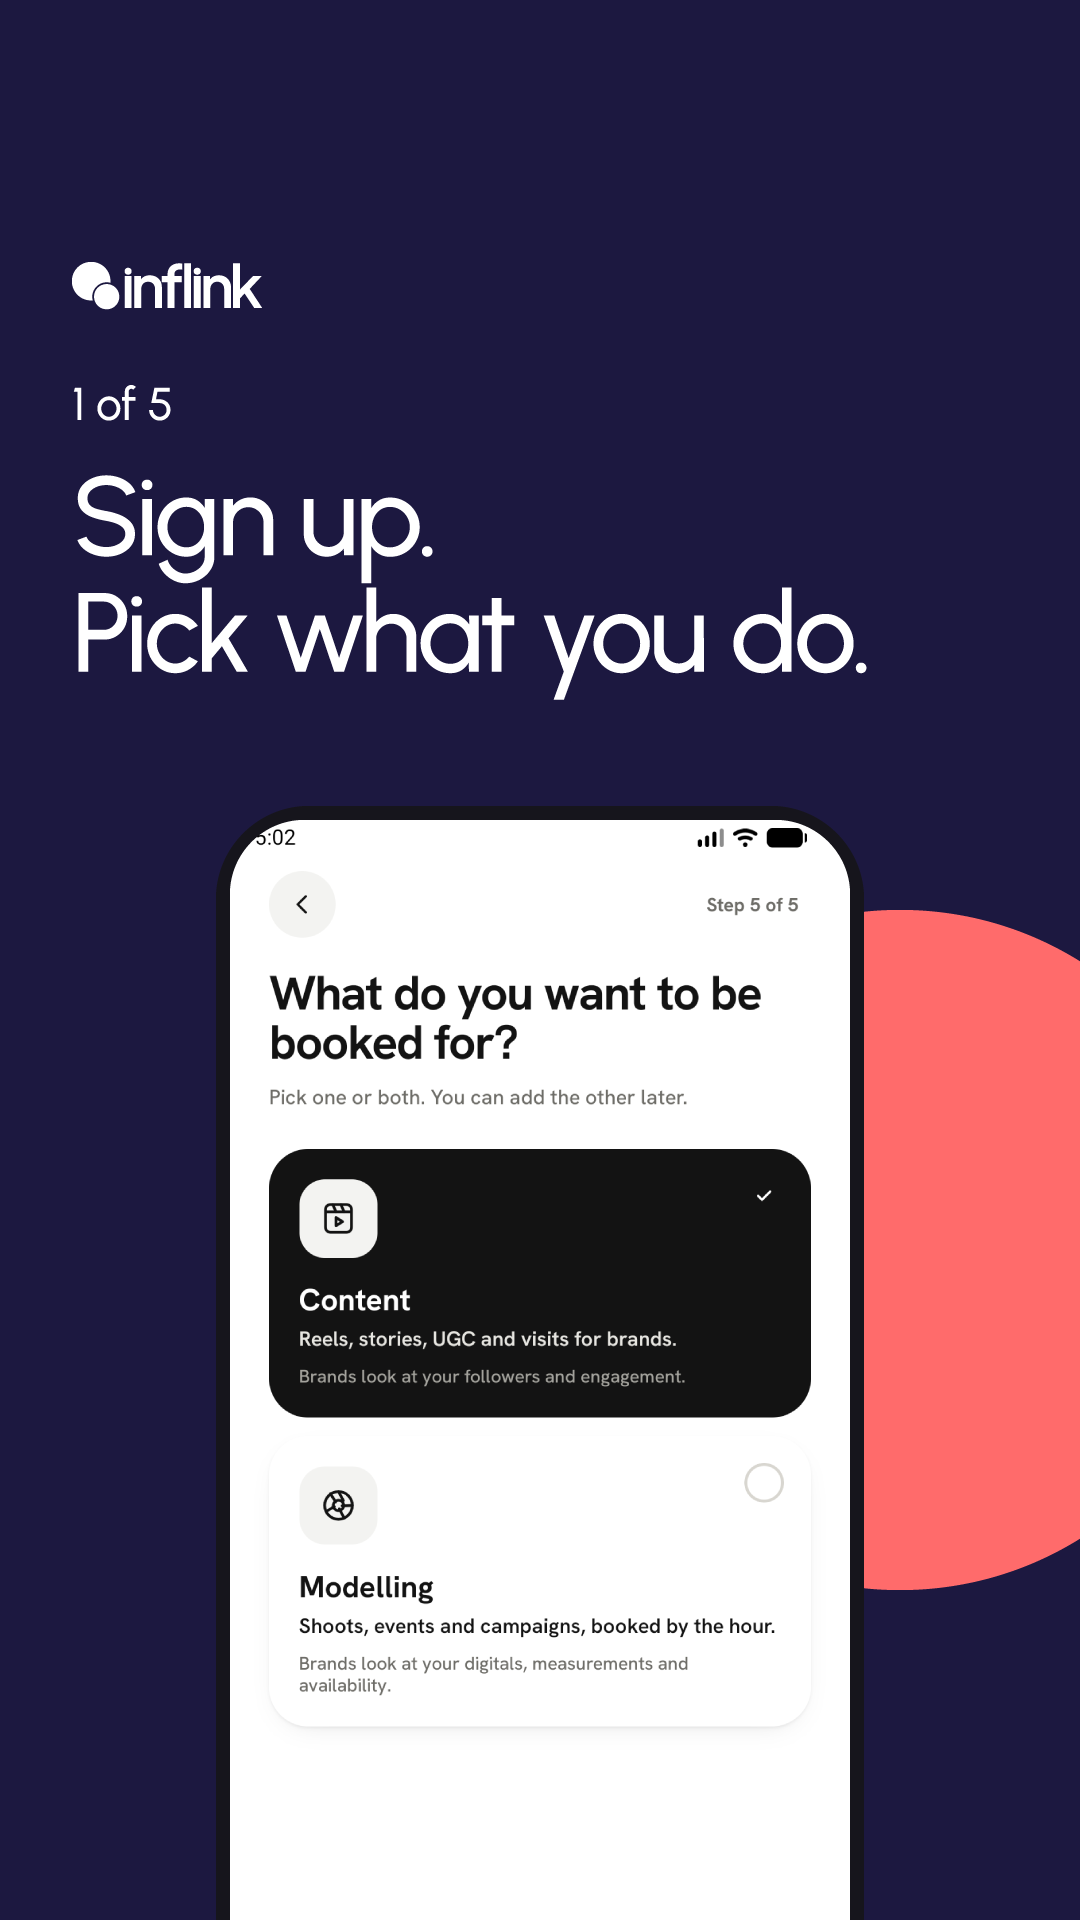 inflink
1 of 5
Sign up.
Pick what you do.
5:02
Step 5 of 5
What do you want to be
booked for?
Pick one or both. You can add the other later.
Content
Reels, stories, UGC and visits for brands.
Brands look at your followers and engagement.
Modelling
Shoots, events and campaigns, booked by the hour.
Brands look at your digitals, measurements and
availability.